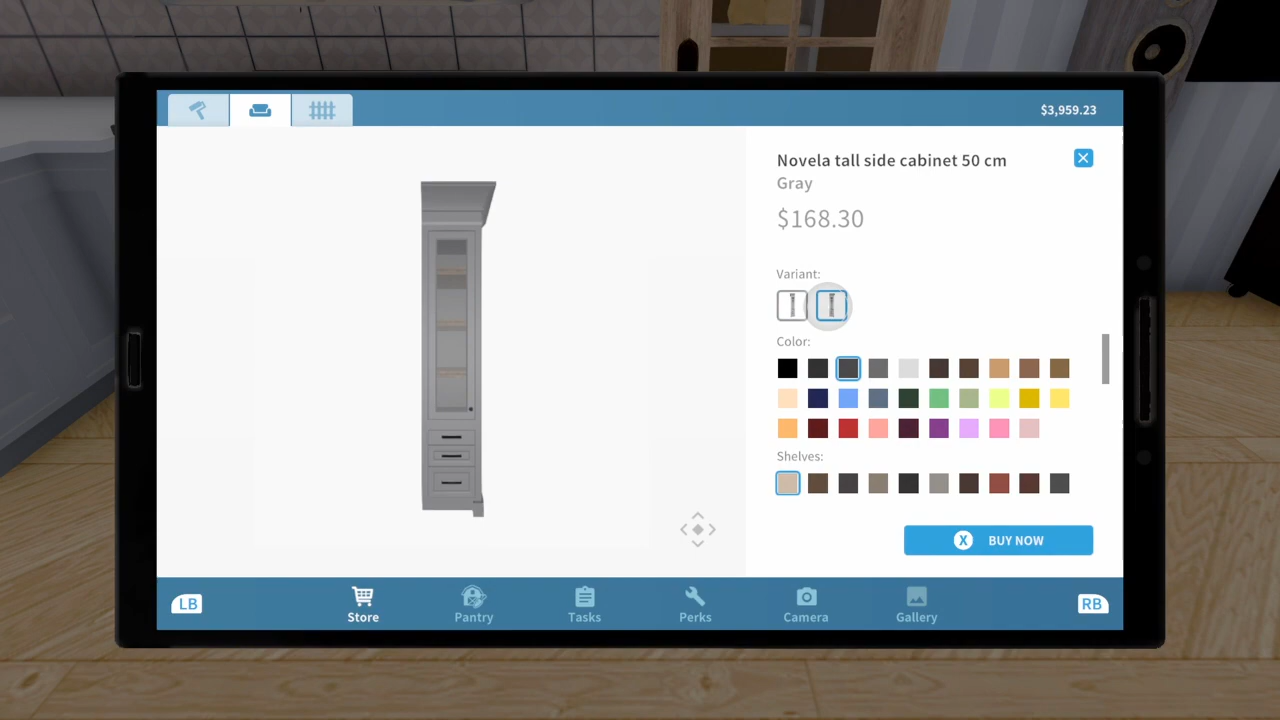 $3,959.23
Novela tall side cabinet 50 cm
Gray
$168.30
Variant:
Color:
Shelves:
X BUY NOW
LB
Store
Pantry
Tasks
Perks
Camera
Gallery
RB